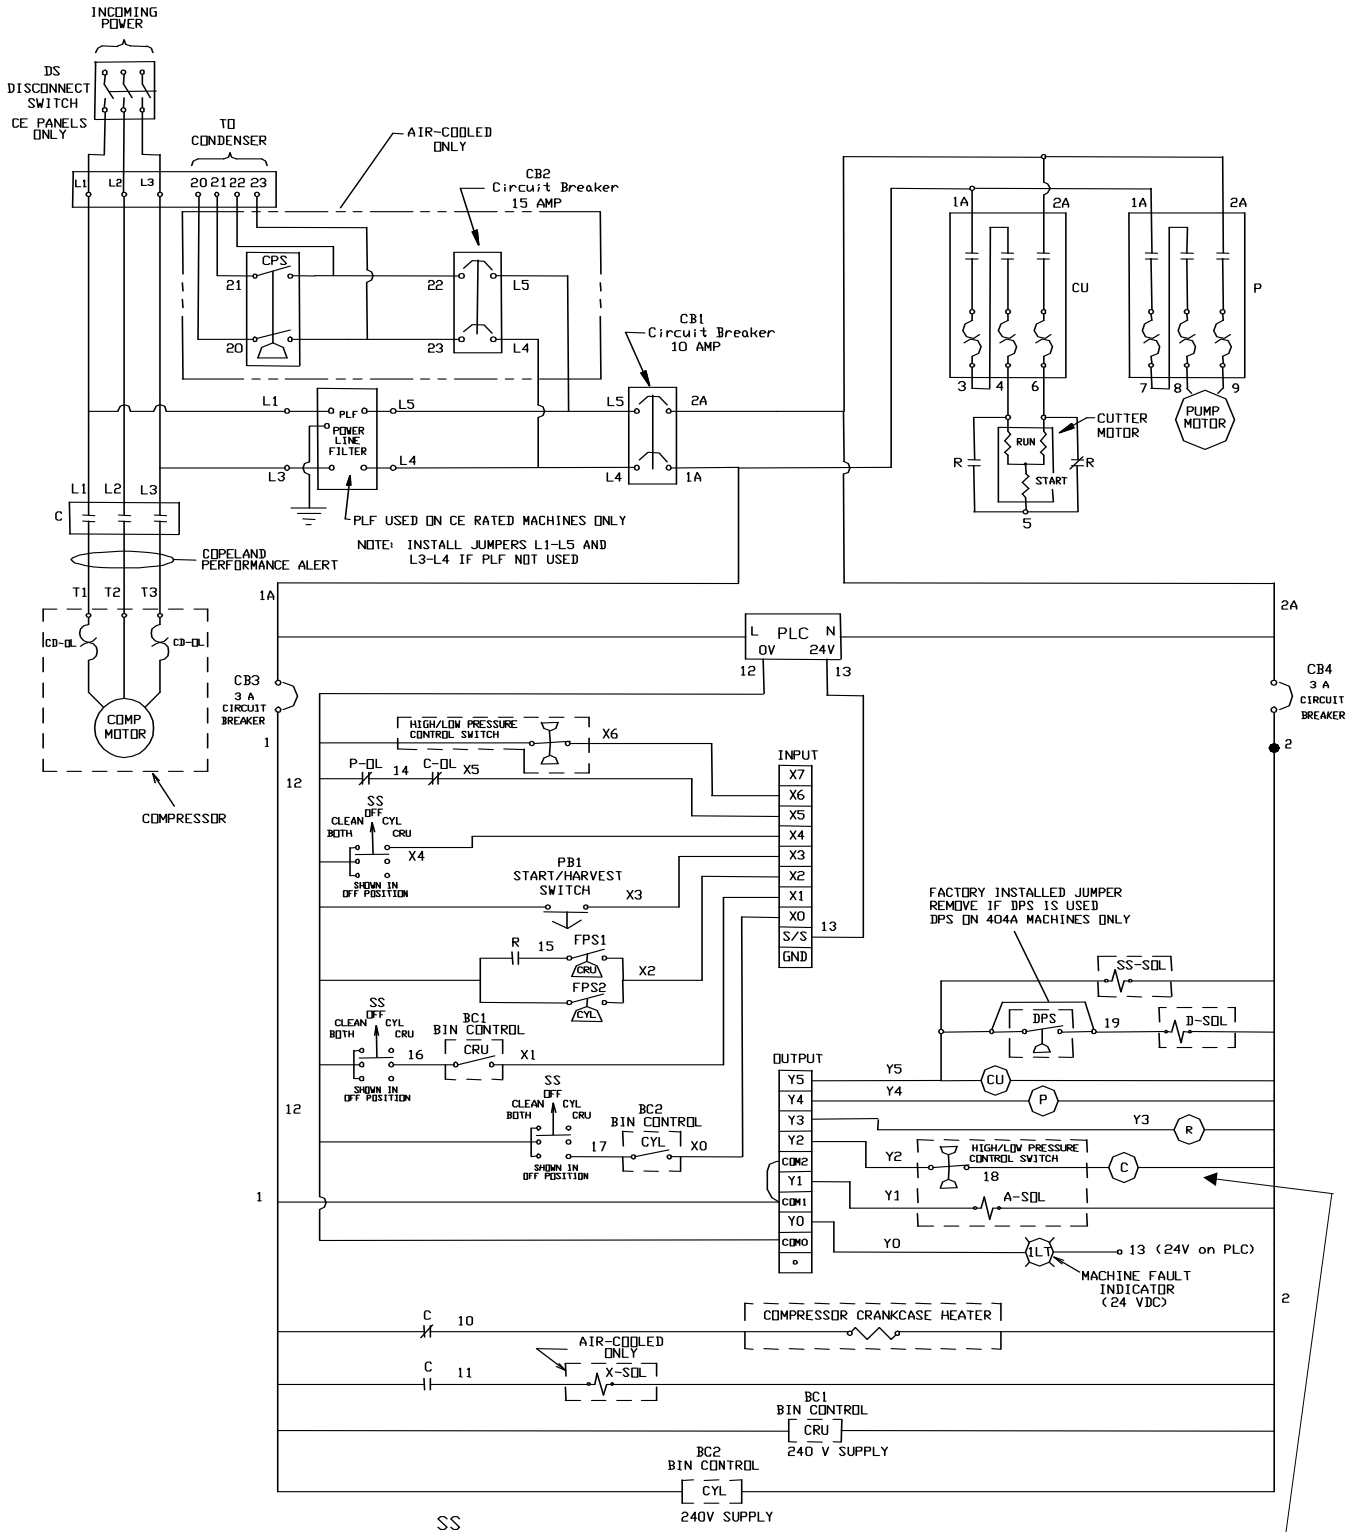 INCOMING
POWER
DS
DISCONNECT
SWITCH
CE PANELS
ONLY
TO
CONDENSER
AIR-COOLED
ONLY
CB2
Circuit Breaker
15 AMP
L1 L2 L3 20 21 22 23
1A 2A 1A 2A
CPS
21 22 L5
CU P
20 23 L4
CB1
Circuit Breaker
10 AMP
3 4 6 7 8 9
L1 L5 L5 2A
PLF
POWER
LINE
FILTER
L3 L4 L4 1A
RUN
START
R R
5
CUTTER
MOTOR
PUMP
MOTOR
L1 L2 L3
C
PLF USED ON CE RATED MACHINES ONLY
NOTE: INSTALL JUMPERS L1-L5 AND
L3-L4 IF PLF NOT USED
COPELAND
PERFORMANCE ALERT
T1 T2 T3
1A 2A
CD-OL CD-OL
COMP
MOTOR
COMPRESSOR
L PLC N
0V 24V
12 13
CB3
3 A
CIRCUIT
BREAKER
CB4
3 A
CIRCUIT
BREAKER
1 2
HIGH/LOW PRESSURE
CONTROL SWITCH
X6
P-OL 14 C-OL X5
12
SS
OFF
CLEAN CYL
BOTH CRU
X4
SHOWN IN
OFF POSITION
PB1
START/HARVEST
SWITCH
X3
INPUT
X7
X6
X5
X4
X3
X2
X1
X0
S/S
GND
13
R 15 FPS1
CRU
X2
FPS2
CYL
SS
OFF
CLEAN CYL
BOTH CRU
16
SHOWN IN
OFF POSITION
BC1
BIN CONTROL
CRU
X1
12
SS
OFF
CLEAN CYL
BOTH CRU
17
SHOWN IN
OFF POSITION
BC2
BIN CONTROL
CYL
X0
FACTORY INSTALLED JUMPER
REMOVE IF DPS IS USED
DPS ON 404A MACHINES ONLY
SS-SOL
DPS 19 D-SOL
OUTPUT
Y5
Y4
Y3
Y2
COM2
Y1
COM1
Y0
COM0
Y5 CU
Y4 P
Y3 R
HIGH/LOW PRESSURE
CONTROL SWITCH
Y2 18 C
Y1 A-SOL
1
Y0 1LT 13 (24V on PLC)
MACHINE FAULT
INDICATOR
(24 VDC)
2
C 10 COMPRESSOR CRANKCASE HEATER
AIR-COOLED
ONLY
C 11 X-SOL
BC1
BIN CONTROL
CRU
240 V SUPPLY
BC2
BIN CONTROL
CYL
240V SUPPLY
SS